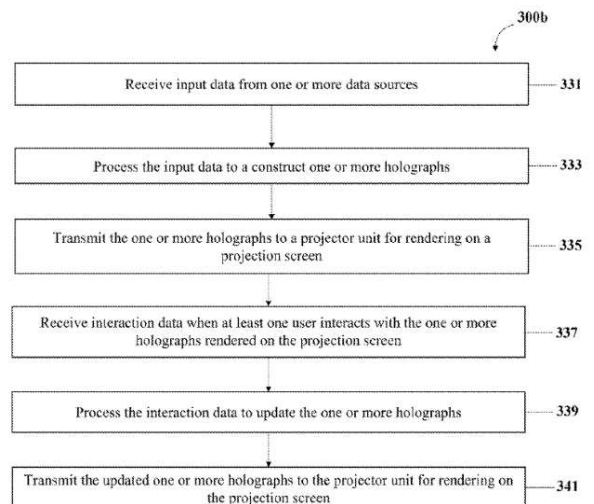 300b
Receive input data from one or more data sources
331
Process the input data to a construct one or more holographs
333
Transmit the one or more holographs to a projector unit for rendering on a
projection screen
335
Receive interaction data when at least one user interacts with the one or more
holographs rendered on the projection screen
337
Process the interaction data to update the one or more holographs
339
Transmit the updated one or more holographs to the projector unit for rendering on
the projection screen
341